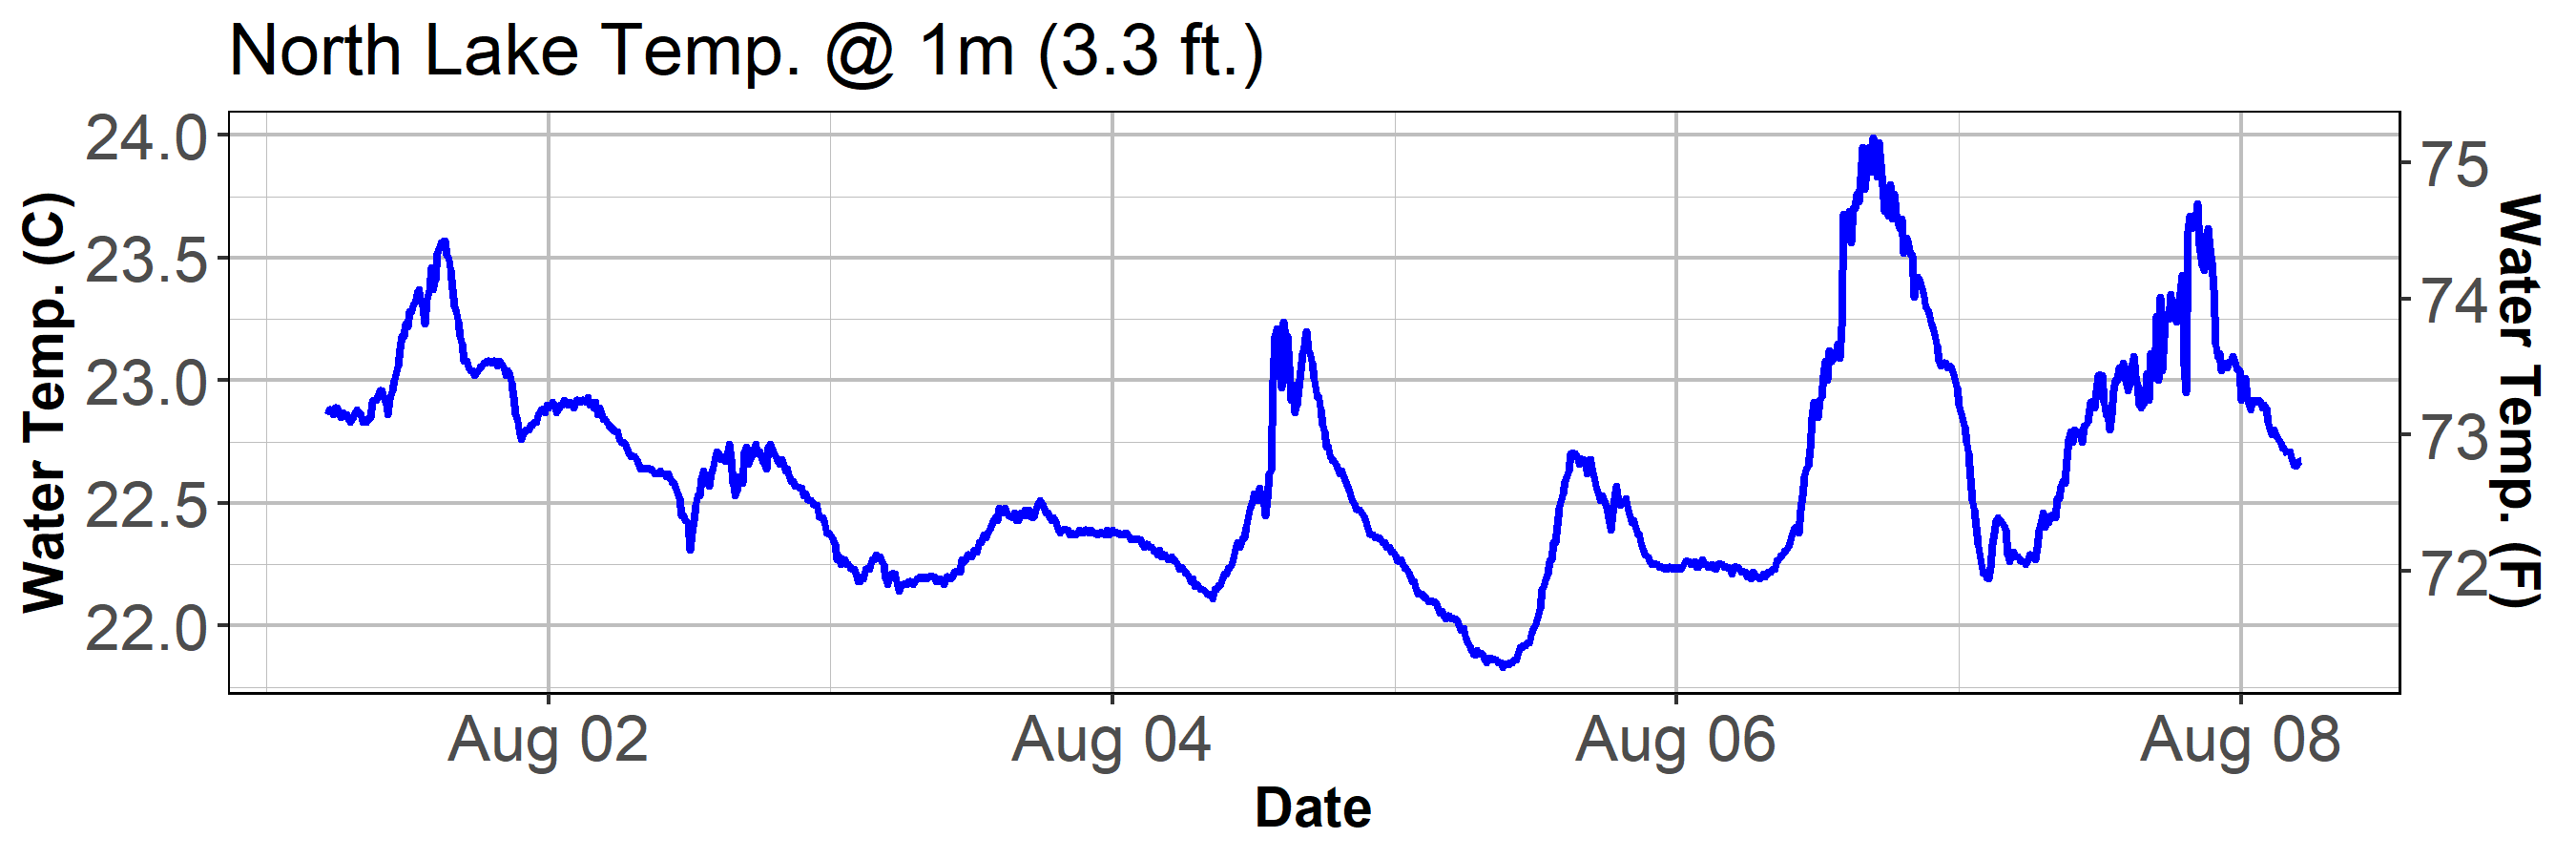 North Lake Temp. @ 1m (3.3 ft.)
Water Temp. (C)
24.0
23.5
23.0
22.5
22.0
75
74
73
72
Water Temp. (F)
Aug 02
Aug 04
Aug 06
Aug 08
Date